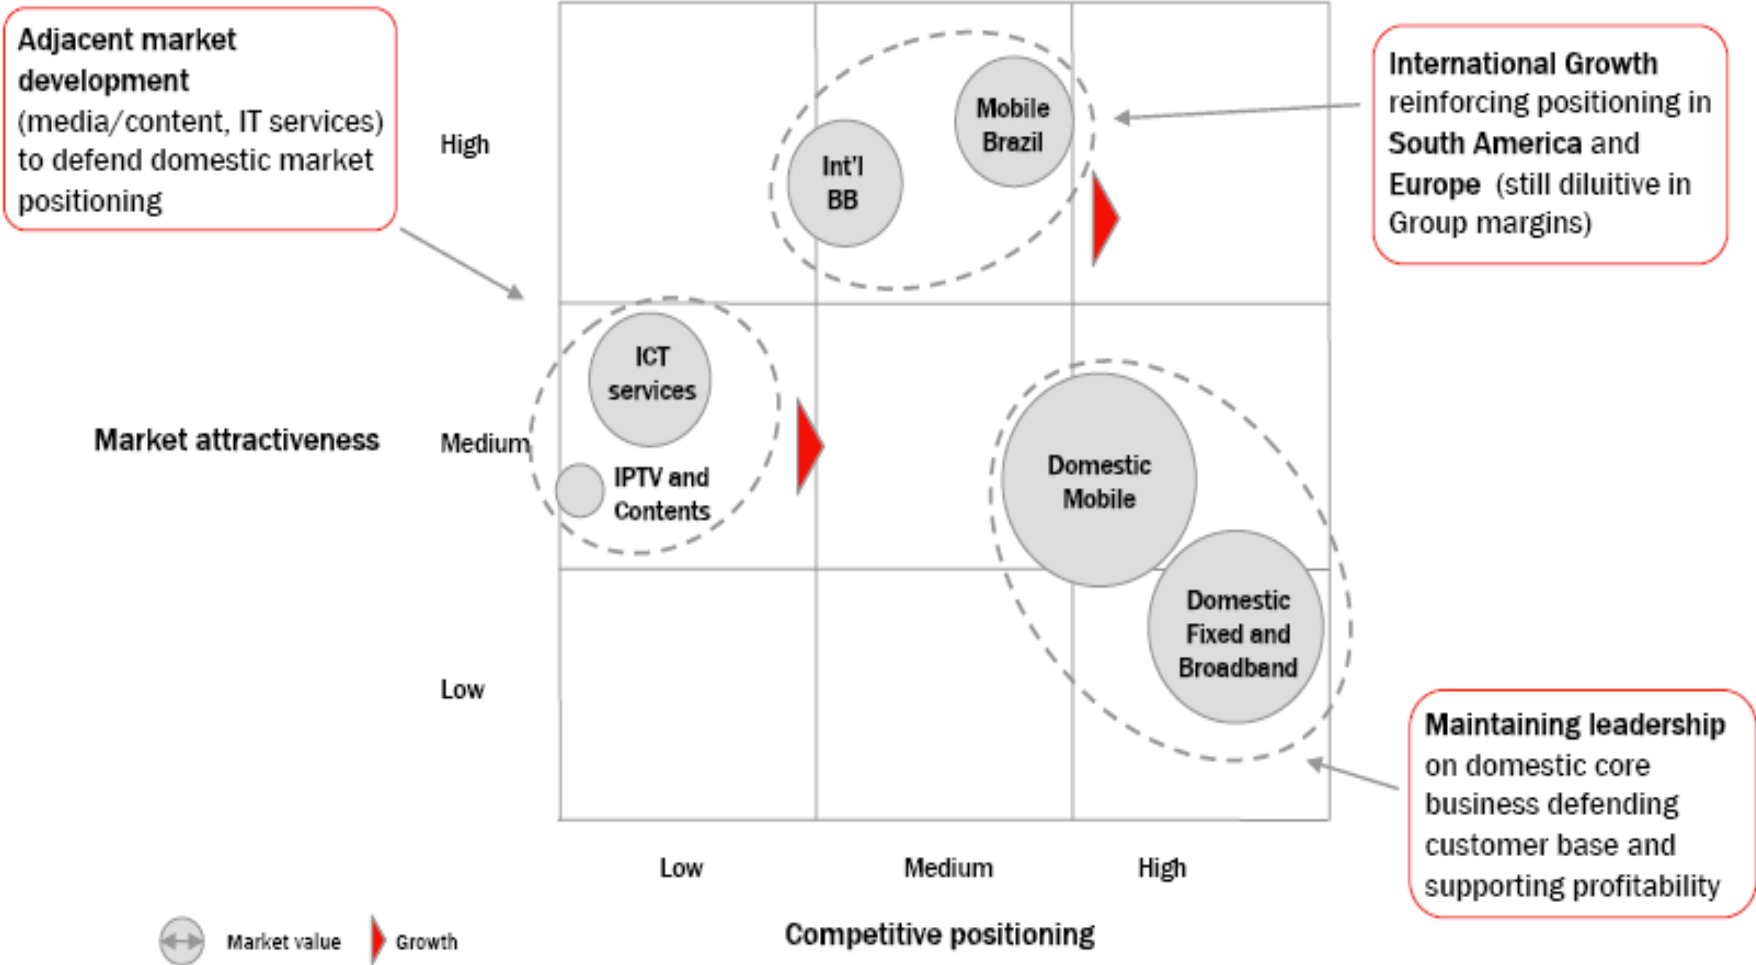 Adjacent market
development
(media/content, IT services)
to defend domestic market
positioning
International Growth
reinforcing positioning in
South America and
Europe (still diluitive in
Group margins)
High
Mobile
Brazil
Int'l
BB
ICT
services
IPTV and
Contents
Market attractiveness
Medium
Domestic
Mobile
Domestic
Fixed and
Broadband
Low
Maintaining leadership
on domestic core
business defending
customer base and
supporting profitability
Low
Medium
High
Competitive positioning
Market value
Growth